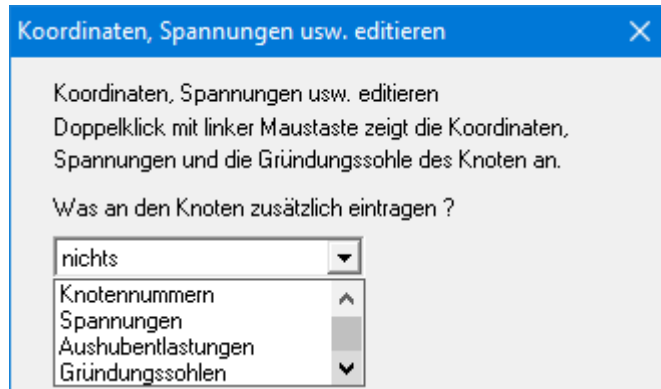 Koordinaten, Spannungen usw. editieren
Koordinaten, Spannungen usw. editieren
Doppelklick mit linker Maustaste zeigt die Koordinaten,
Spannungen und die Gründungssohle des Knoten an.
Was an den Knoten zusätzlich eintragen ?
nichts
Knotennummern
Spannungen
Aushubentlastungen
Gründungssohlen